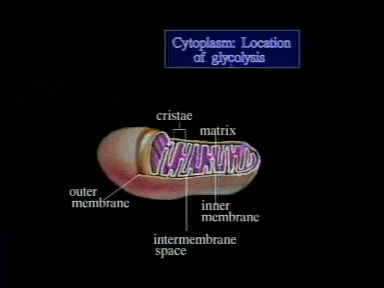 Cytoplasm: Location
of glycolysis
cristae
matrix
outer
membrane
inner
membrane
intermembrane
space